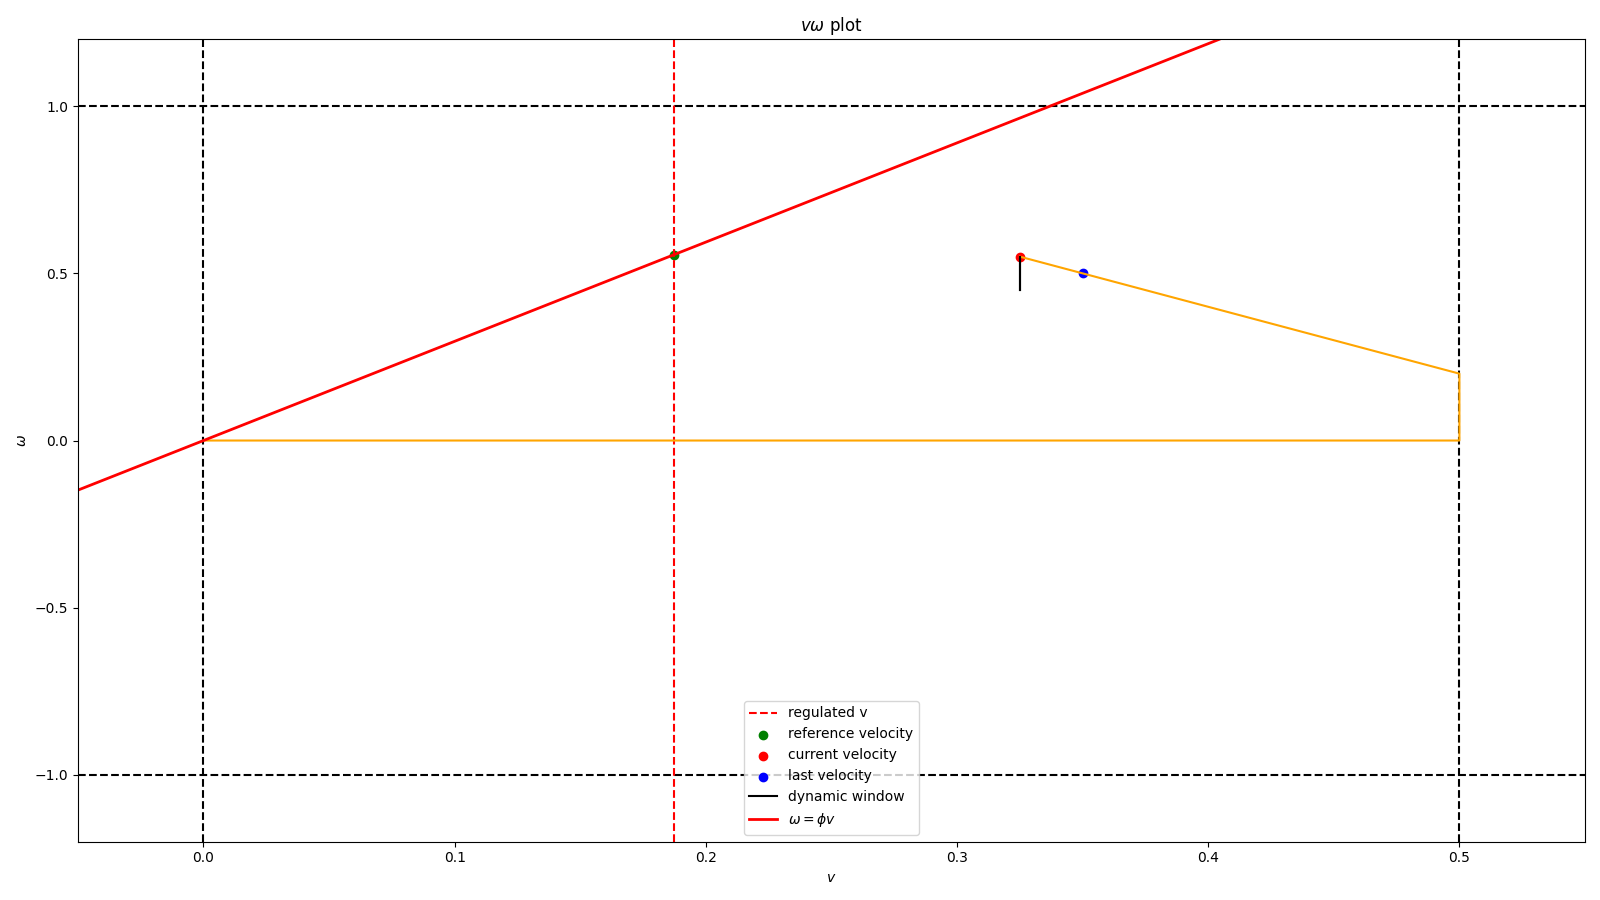 vω plot
1.0
0.5
0.0
−0.5
−1.0
ω
regulated v
reference velocity
current velocity
last velocity
dynamic window
ω = ϕv
0.0 0.1 0.2 0.3 0.4 0.5
v